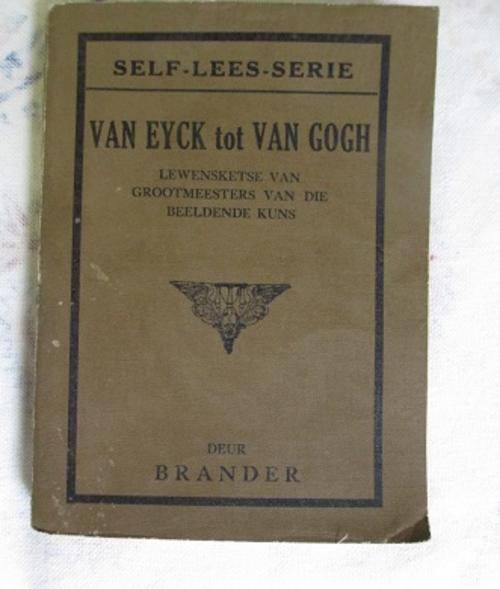 SELF-LEES-SERIE
VAN EYCK tot VAN GOGH
LEWENSKETSE VAN
GROOTMEESTERS VAN DIE
BEELDENDE KUNS
DEUR
BRANDER